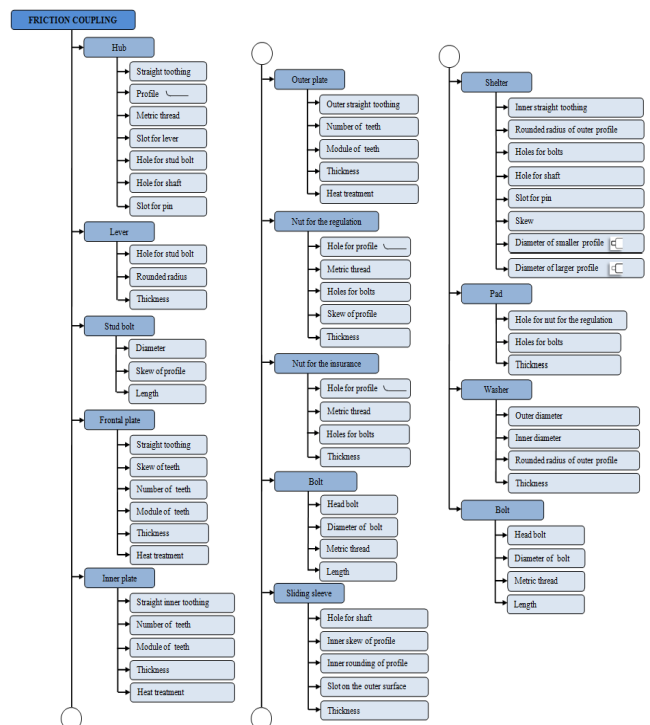 FRICTION COUPLING
Hub
Straight toothing
Profile
Metric thread
Slot for lever
Hole for stud bolt
Hole for shaft
Slot for pin
Lever
Hole for stud bolt
Rounded radius
Thickness
Stud bolt
Diameter
Skew of profile
Length
Frontal plate
Straight toothing
Skew of teeth
Number of teeth
Module of teeth
Thickness
Heat treatment
Inner plate
Straight inner toothing
Number of teeth
Module of teeth
Thickness
Heat treatment
Outer plate
Outer straight toothing
Number of teeth
Module of teeth
Thickness
Heat treatment
Nut for the regulation
Hole for profile
Metric thread
Holes for bolts
Skew of profile
Thickness
Nut for the insurance
Hole for profile
Metric thread
Holes for bolts
Thickness
Bolt
Head bolt
Diameter of bolt
Metric thread
Length
Sliding sleeve
Hole for shaft
Inner skew of profile
Inner rounding of profile
Slot on the outer surface
Thickness
Shelter
Inner straight toothing
Rounded radius of outer profile
Holes for bolts
Hole for shaft
Slot for pin
Skew
Diameter of smaller profile
Diameter of larger profile
Pad
Hole for nut for the regulation
Holes for bolts
Thickness
Washer
Outer diameter
Inner diameter
Rounded radius of outer profile
Thickness
Bolt
Head bolt
Diameter of bolt
Metric thread
Length